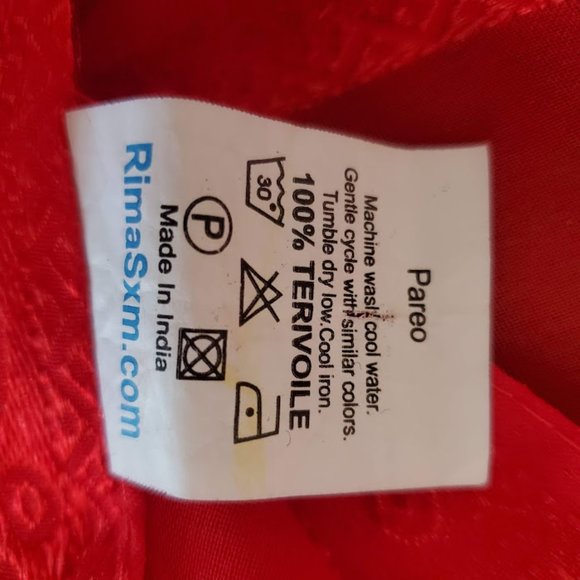 Pareo
Machine wash cool water.
Gentle cycle with similar colors.
Tumble dry low.Cool iron.
100% TERIVOILE
30°
P
Made In India
RimaSxm.com